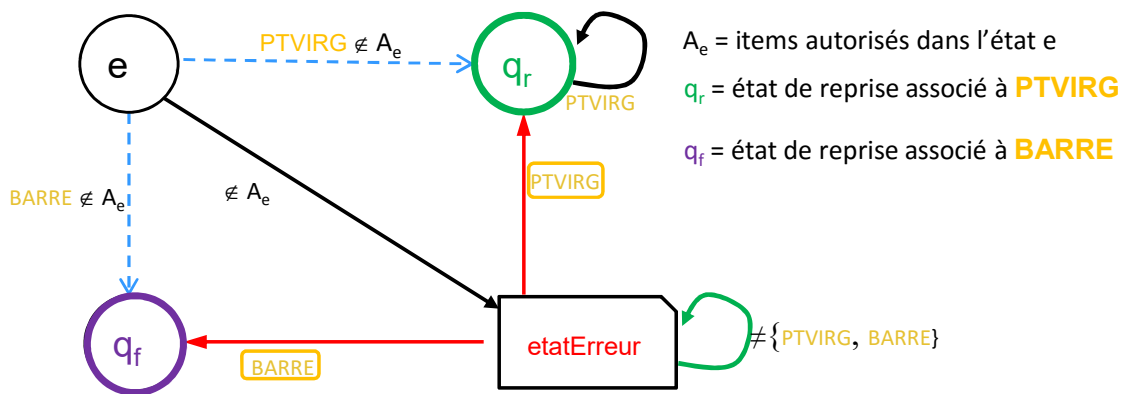 PTVIRG ∉ Ae
e
qr
PTVIRG
Ae = items autorisés dans l'état e
qr = état de reprise associé à PTVIRG
qf = état de reprise associé à BARRE
BARRE ∉ Ae
∉ Ae
PTVIRG
qf
BARRE
etatErreur
≠{PTVIRG, BARRE}